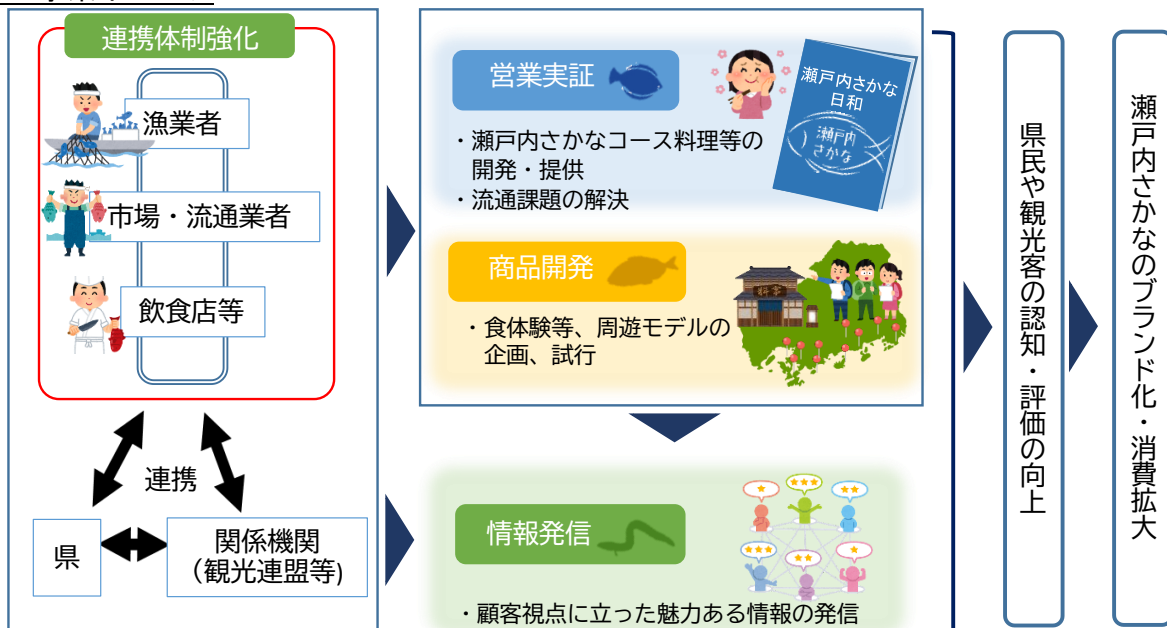 連携体制強化
漁業者
市場・流通業者
飲食店等
連携
県
関係機関
（観光連盟等)
営業実証
瀬戸内さかな
日和
瀬戸内
さかな
・瀬戸内さかなコース料理等の
開発・提供
・流通課題の解決
商品開発
・食体験等、周遊モデルの
企画、試行
情報発信
・顧客視点に立った魅力ある情報の発信
県民や観光客の認知・評価の向上
瀬戸内さかなのブランド化・消費拡大